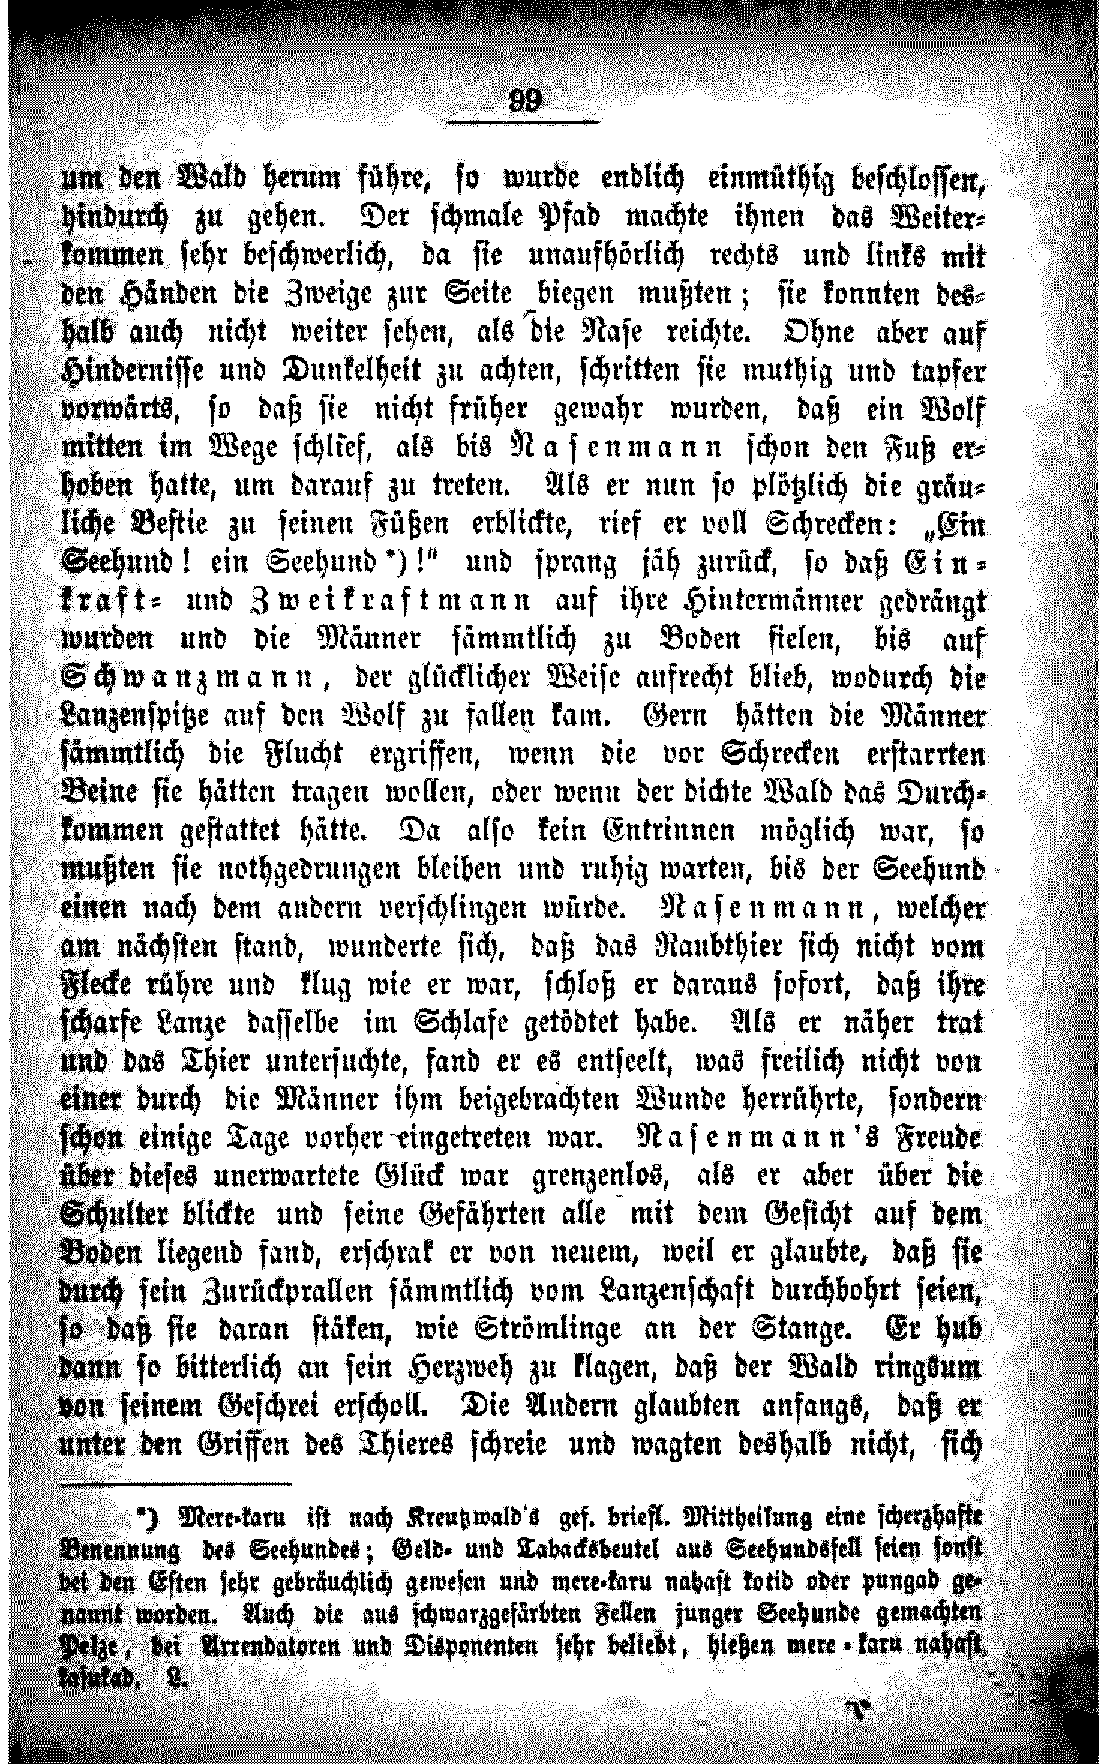 99
um den Wald herum führe, so wurde endlich einmüthig beschlossen,
hindurch zu gehen. Der schmale Pfad machte ihnen das Weiter-
kommen sehr beschwerlich, da sie unaufhörlich rechts und links mit
den Händen die Zweige zur Seite biegen mußten; sie konnten des-
halb auch nicht weiter sehen, als die Nase reichte. Ohne aber auf
Hindernisse und Dunkelheit zu achten, schritten sie muthig und tapfer
vorwärts, so daß sie nicht früher gewahr wurden, daß ein Wolf
mitten im Wege schlief, als bis Nasenmann schon den Fuß er-
hoben hatte, um darauf zu treten. Als er nun so plötzlich die gräu-
liche Bestie zu seinen Füßen erblickte, rief er voll Schrecken: „Ein
Seehund! ein Seehund*)!“ und sprang jäh zurück, so daß Ein-
kraft- und Zweikraftmann auf ihre Hintermänner gedrängt
wurden und die Männer sämmtlich zu Boden fielen, bis auf
Schwanzmann, der glücklicher Weise aufrecht blieb, wodurch die
Lanzenspitze auf den Wolf zu fallen kam. Gern hätten die Männer
sämmtlich die Flucht ergriffen, wenn die vor Schrecken erstarrten
Beine sie hätten tragen wollen, oder wenn der dichte Wald das Durch-
kommen gestattet hätte. Da also kein Entrinnen möglich war, so
mußten sie nothgedrungen bleiben und ruhig warten, bis der Seehund
einen nach dem andern verschlingen würde. Nasenmann, welcher
am nächsten stand, wunderte sich, daß das Raubthier sich nicht vom
Flecke rühre und klug wie er war, schloß er daraus sofort, daß ihre
scharfe Lanze dasselbe im Schlafe getödtet habe. Als er näher trat
und das Thier untersuchte, fand er es entseelt, was freilich nicht von
einer durch die Männer ihm beigebrachten Wunde herrührte, sondern
schon einige Tage vorher eingetreten war. Nasenmann's Freude
über dieses unerwartete Glück war grenzenlos, als er aber über die
Schulter blickte und seine Gefährten alle mit dem Gesicht auf dem
Boden liegend fand, erschrak er von neuem, weil er glaubte, daß sie
durch sein Zurückprallen sämmtlich vom Lanzenschaft durchbohrt seien,
so daß sie daran stäken, wie Strömlinge an der Stange. Er hub
dann so bitterlich an sein Herzweh zu klagen, daß der Wald ringsum
von seinem Geschrei erscholl. Die Andern glaubten anfangs, daß er
unter den Griffen des Thieres schreie und wagten deshalb nicht, sich
*) Mere-karu ist nach Kreutzwald's gef. briefl. Mittheilung eine scherzhafte
Benennung des Seehundes; Geld- und Tabacksbeutel aus Seehundsfell seien sonst
bei den Esten sehr gebräuchlich gewesen und mere-karu nahast kotid oder pungad ge-
nannt worden. Auch die aus schwarzgefärbten Fellen junger Seehunde gemachten
Pelze, bei Arrendatoren und Disponenten sehr beliebt, hießen mere-karu nahast
kasukad. L.